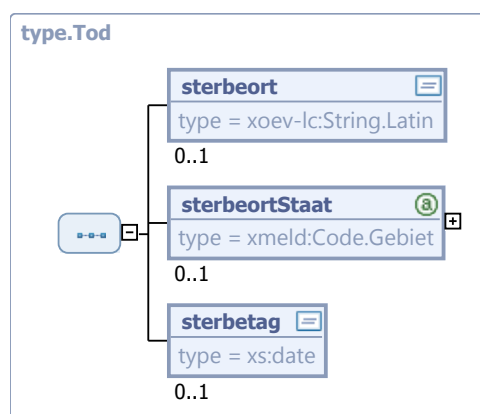 type.Tod
sterbeort
type = xoev-lc:String.Latin
0..1
sterbeortStaat
type = xmeld:Code.Gebiet
0..1
sterbetag
type = xs:date
0..1